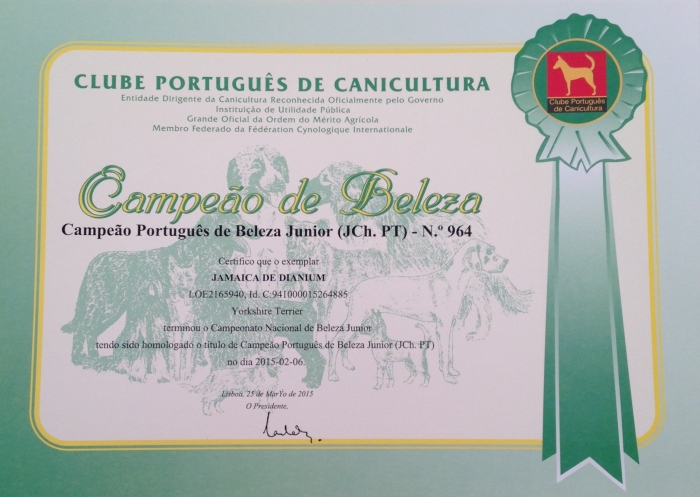 CLUBE PORTUGUÊS DE CANICULTURA
Entidade Dirigente da Canicultura Reconhecida Oficialmente pelo Governo
Instituição de Utilidade Pública
Grande Oficial da Ordem do Mérito Agrícola
Membro Federado da Fédération Cynologique Internationale
Clube Português
de Canicultura
Campeão de Beleza
Campeão Português de Beleza Junior (JCh. PT) - N.º 964
Certifico que o exemplar
JAMAICA DE DIANIUM
LOE2165940, Id. C:941000015264885
Yorkshire Terrier
terminou o Campeonato Nacional de Beleza Junior
tendo sido homologado o titulo de Campeão Português de Beleza Junior (JCh. PT)
no dia 2015-02-06.
Lisboa, 25 de MarYo de 2015
O Presidente,